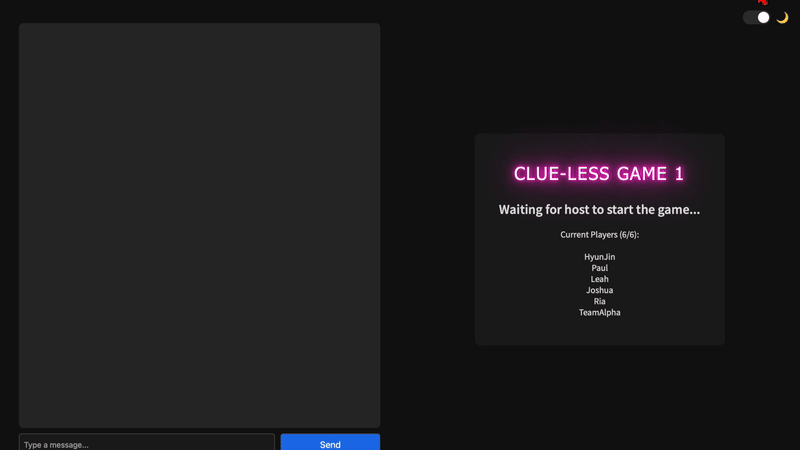 CLUE-LESS GAME 1
Waiting for host to start the game...
Current Players (6/6):
HyunJin
Paul
Leah
Joshua
Ria
TeamAlpha
Type a message...
Send